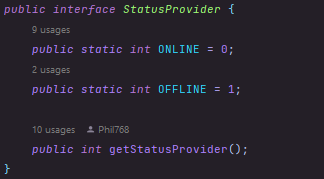 public interface StatusProvider {
9 usages
public static int ONLINE = 0;
2 usages
public static int OFFLINE = 1;
10 usages Phil768
public int getStatusProvider();
}